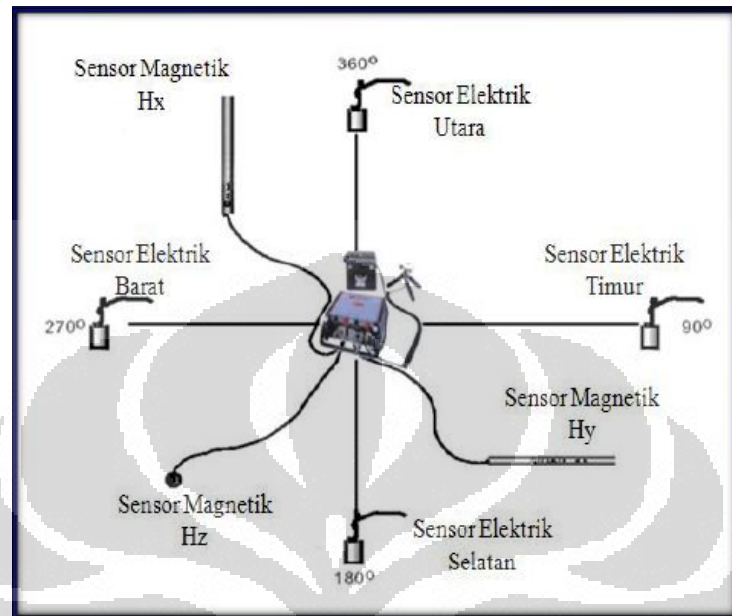 Sensor Magnetik
Hx
360°
Sensor Elektrik
Utara
Sensor Elektrik
Barat
270°
Sensor Elektrik
Timur
90°
Sensor Magnetik
Hy
Sensor Magnetik
Hz
Sensor Elektrik
Selatan
180°